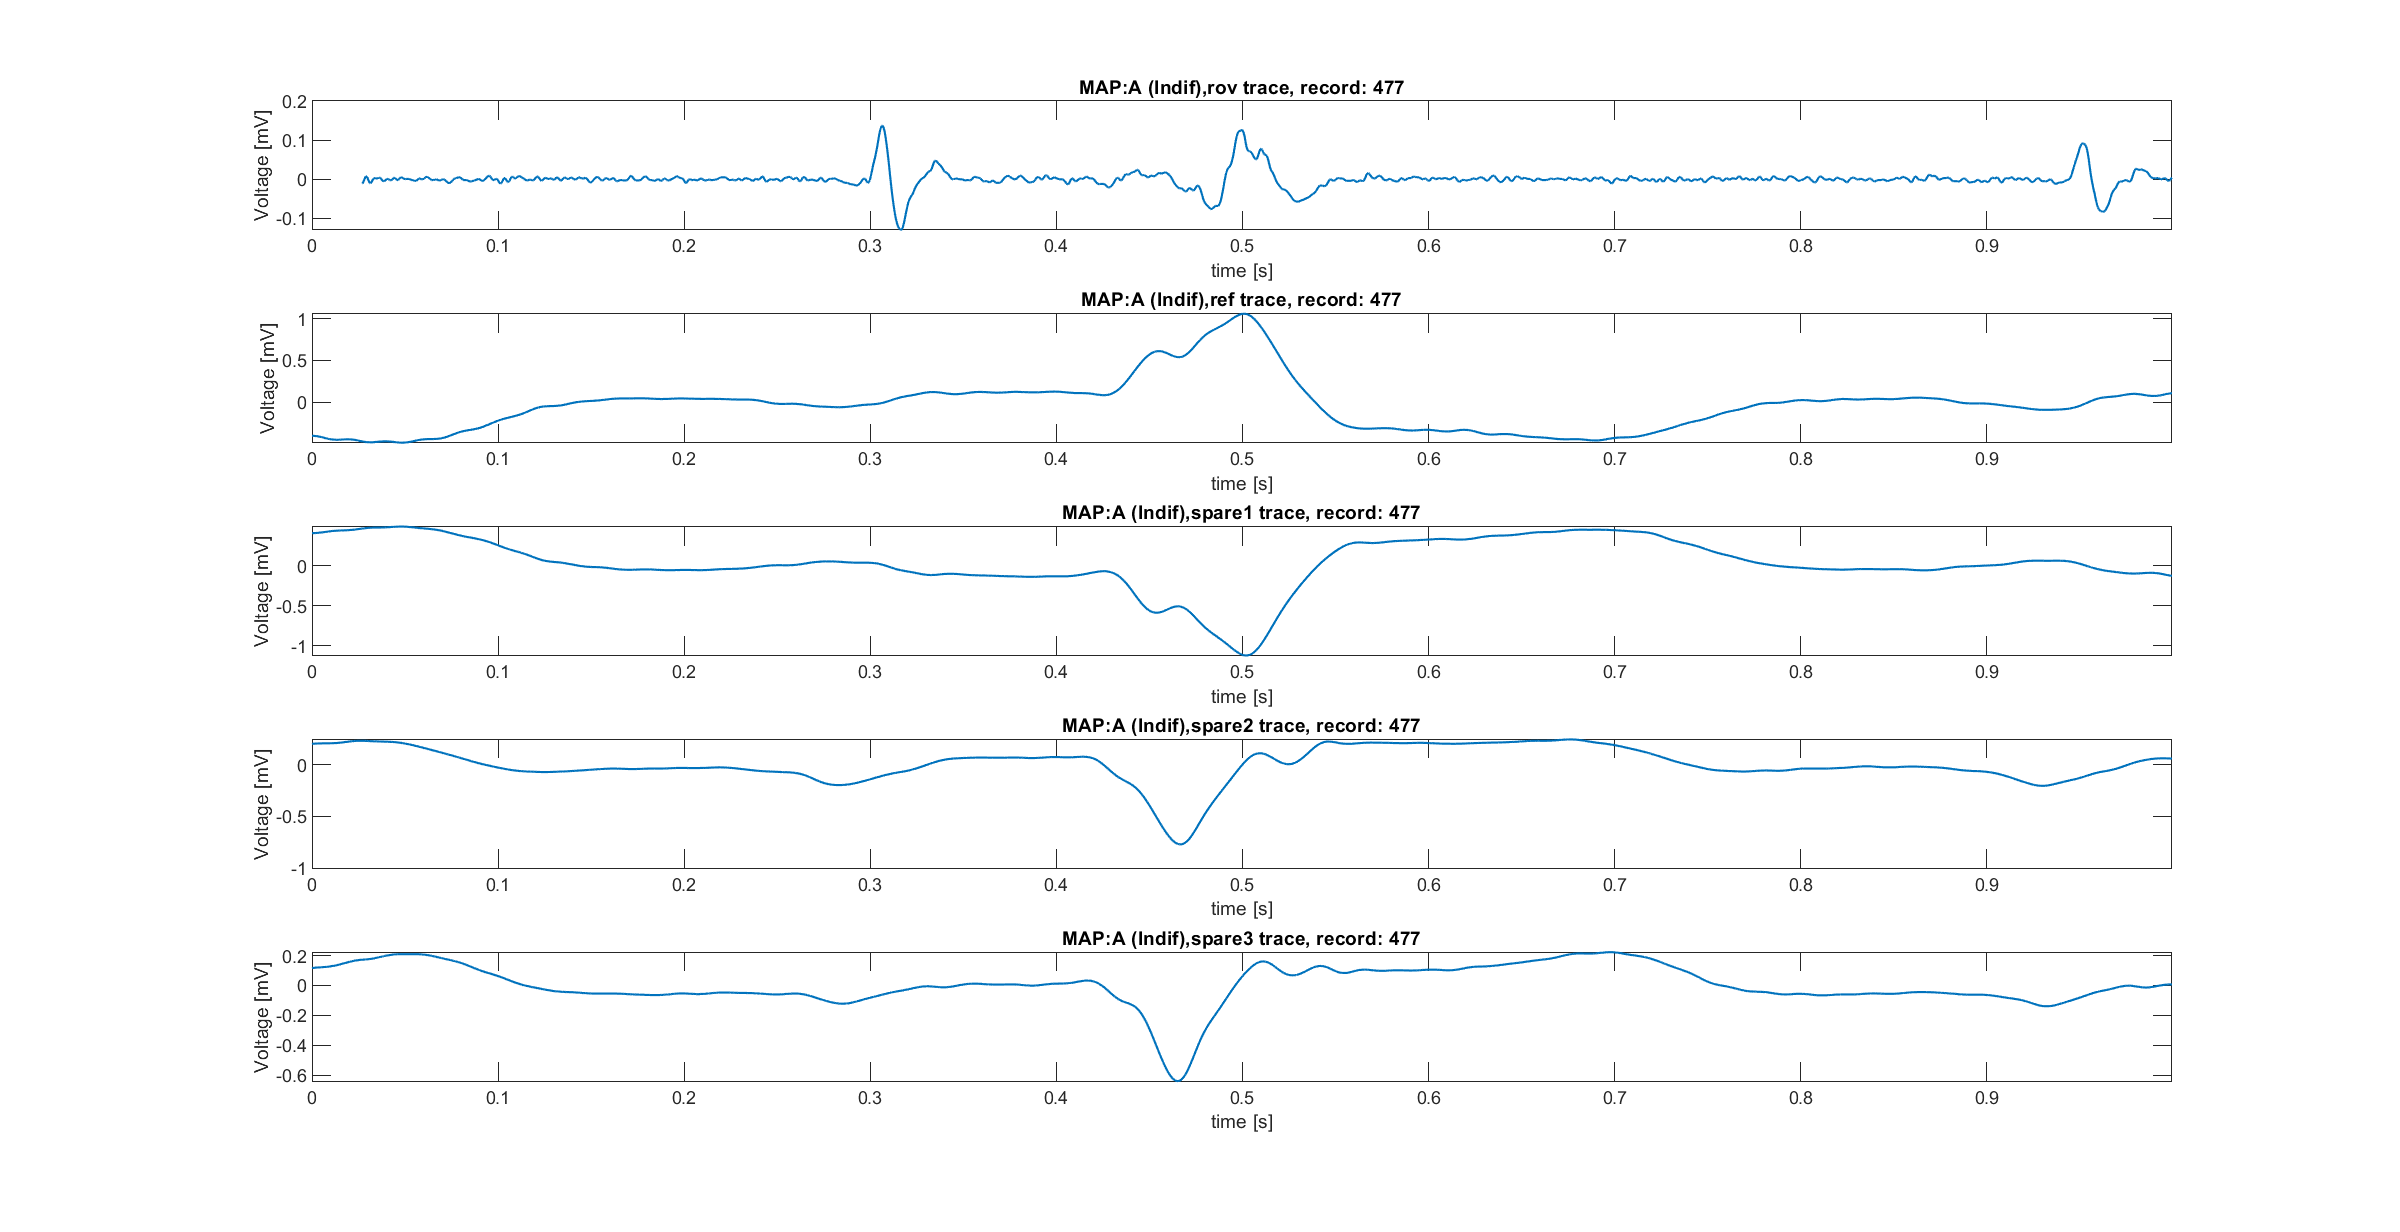 MAP:A (Indif),rov trace, record: 477
Voltage [mV]
0.2
0.1
0
-0.1
0 0.1 0.2 0.3 0.4 0.5 0.6 0.7 0.8 0.9
time [s]
MAP:A (Indif),ref trace, record: 477
Voltage [mV]
1
0.5
0
0 0.1 0.2 0.3 0.4 0.5 0.6 0.7 0.8 0.9
time [s]
MAP:A (Indif),spare1 trace, record: 477
Voltage [mV]
0
-0.5
-1
0 0.1 0.2 0.3 0.4 0.5 0.6 0.7 0.8 0.9
time [s]
MAP:A (Indif),spare2 trace, record: 477
Voltage [mV]
0
-0.5
-1
0 0.1 0.2 0.3 0.4 0.5 0.6 0.7 0.8 0.9
time [s]
MAP:A (Indif),spare3 trace, record: 477
Voltage [mV]
0.2
0
-0.2
-0.4
-0.6
0 0.1 0.2 0.3 0.4 0.5 0.6 0.7 0.8 0.9
time [s]